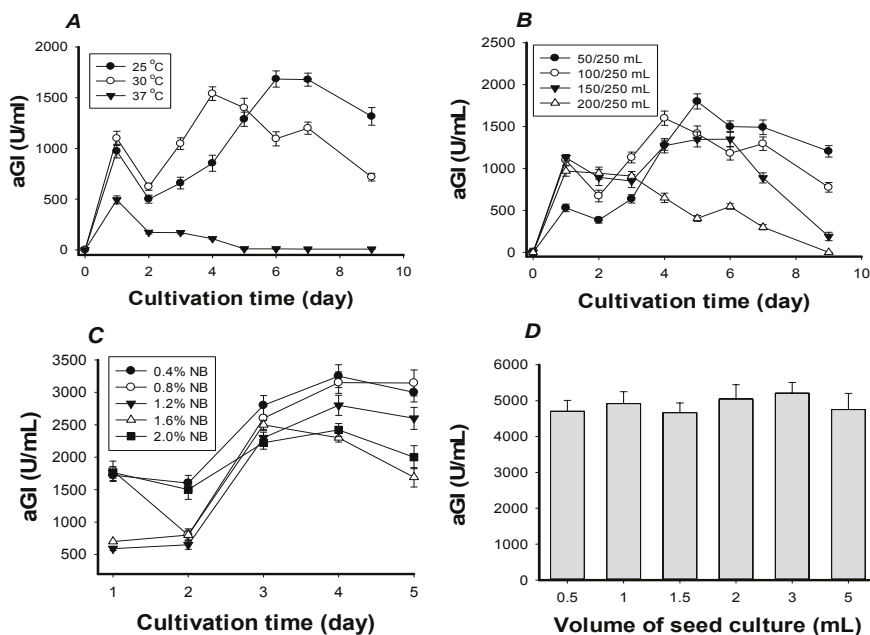 A
aGI (U/ml)
2000
1500
1000
500
0
25 °C
30 °C
37 °C
0 2 4 6 8 10
Cultivation time (day)
B
aGI (U/mL)
2500
2000
1500
1000
500
0
50/250 mL
100/250 mL
150/250 mL
200/250 mL
0 2 4 6 8 10
Cultivation time (day)
C
aGI (U/mL)
3500
3000
2500
2000
1500
1000
500
0.4% NB
0.8% NB
1.2% NB
1.6% NB
2.0% NB
1 2 3 4 5
Cultivation time (day)
D
aGI (U/mL)
6000
5000
4000
3000
2000
1000
0
0.5 1 1.5 2 3 5
Volume of seed culture (mL)